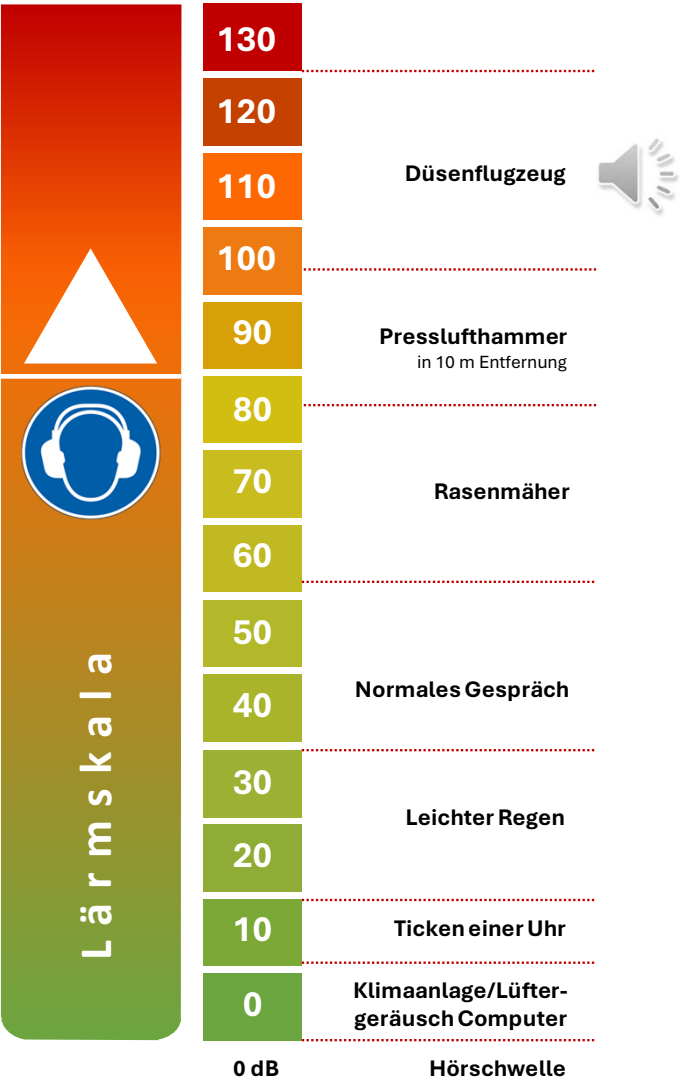 130
120
Düsenflugzeug
110
100
90
Presslufthammer
in 10 m Entfernung
80
70
Rasenmäher
60
50
Normales Gespräch
40
30
Leichter Regen
20
10
Ticken einer Uhr
0
Klimaanlage/Lüfter-
geräusch Computer
0 dB
Hörschwelle
Lärmskala